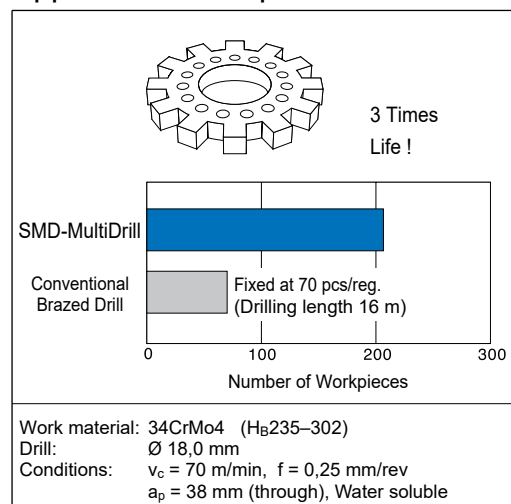 3 Times
Life !
SMD-MultiDrill
Conventional
Brazed Drill
Fixed at 70 pcs/reg.
(Drilling length 16 m)
0 100 200 300
Number of Workpieces
Work material: 34CrMo4 (HB235–302)
Drill: Ø 18,0 mm
Conditions: vc = 70 m/min, f = 0,25 mm/rev
ap = 38 mm (through), Water soluble